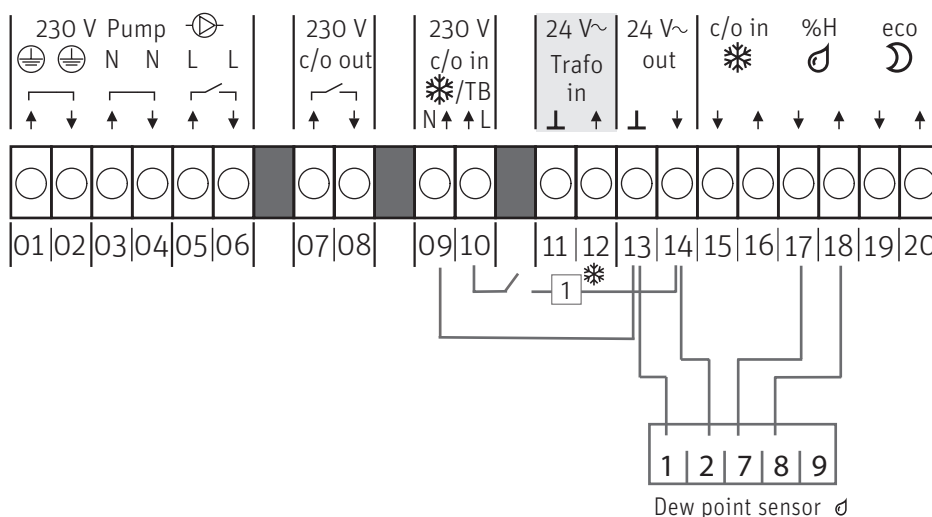 230 V Pump
230 V
230 V
24 V~
24 V~
c/o in
%H
eco
N N L L
c/o out
c/o in
Trafo
out
/TB
in
N L
01 02 03 04 05 06 07 08 09 10 11 12 13 14 15 16 17 18 19 20
1
1 2 7 8 9
Dew point sensor